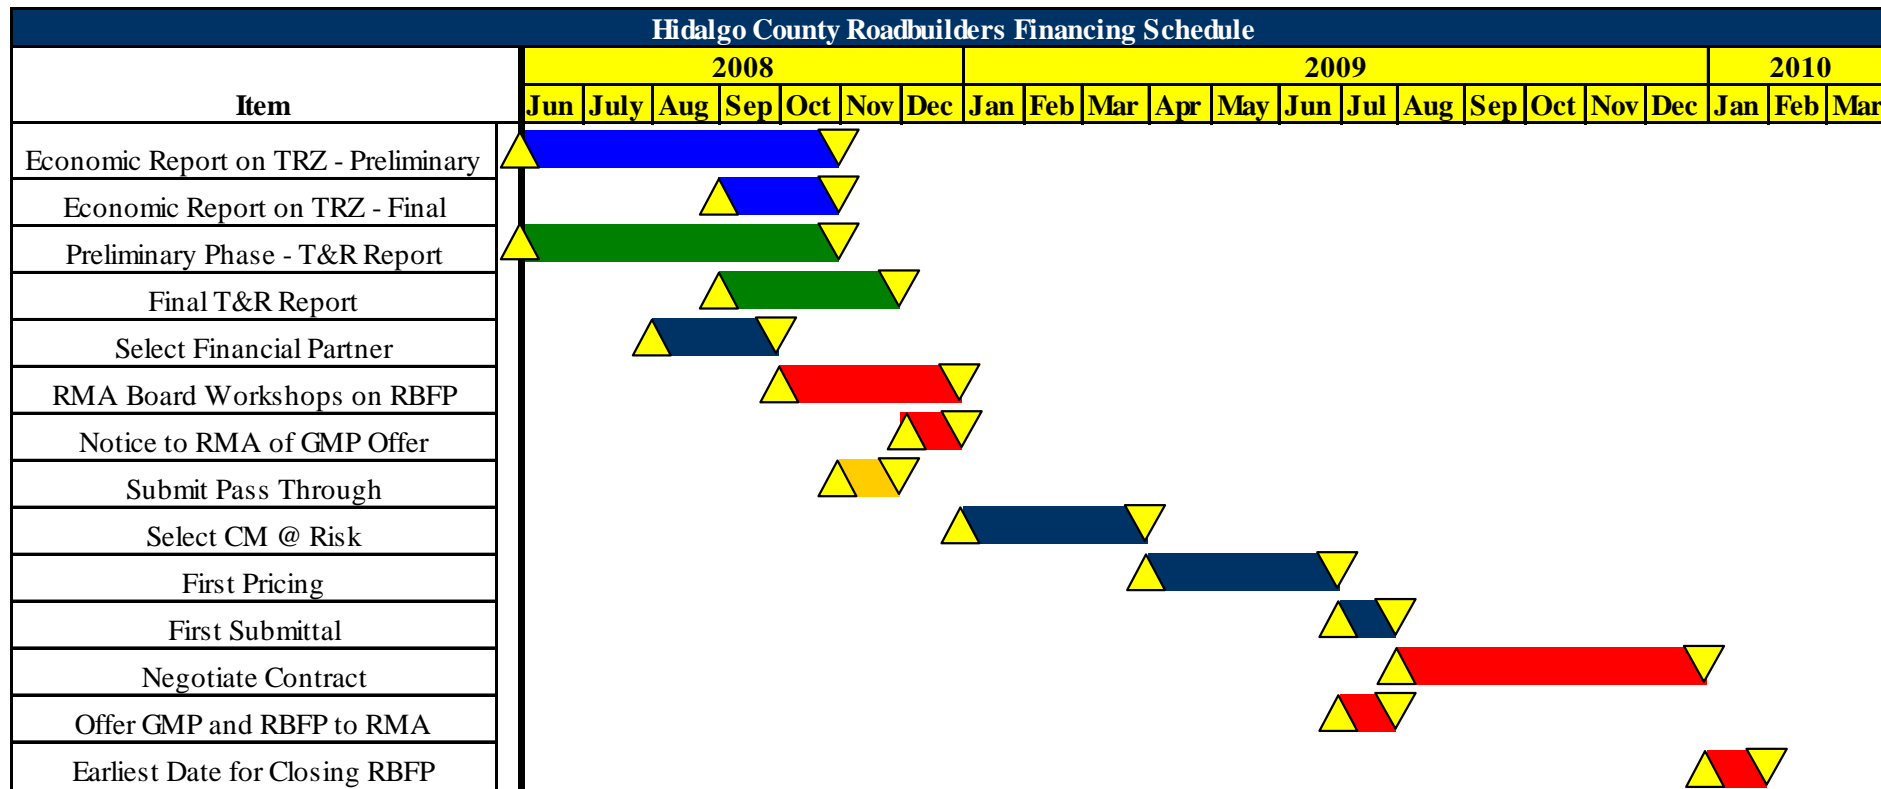 Hidalgo County Roadbuilders Financing Schedule
2008 2009 2010
Item Jun July Aug Sep Oct Nov Dec Jan Feb Mar Apr May Jun Jul Aug Sep Oct Nov Dec Jan Feb Mar
Economic Report on TRZ - Preliminary
Economic Report on TRZ - Final
Preliminary Phase - T&R Report
Final T&R Report
Select Financial Partner
RMA Board Workshops on RBFP
Notice to RMA of GMP Offer
Submit Pass Through
Select CM @ Risk
First Pricing
First Submittal
Negotiate Contract
Offer GMP and RBFP to RMA
Earliest Date for Closing RBFP